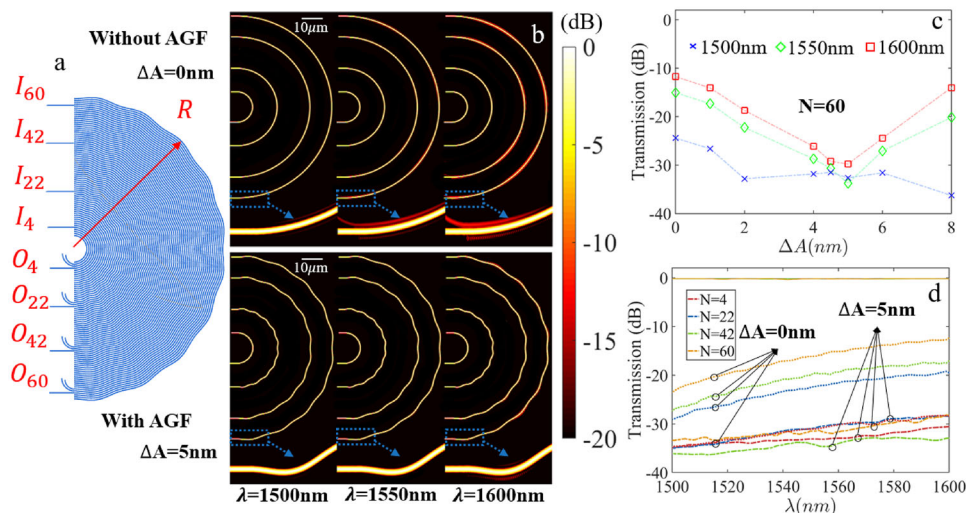 Without AGF
ΔA=0nm
a
I60
I42
I22
I4
O4
O22
O42
O60
R
With AGF
ΔA=5nm
10μm
b
10μm
λ=1500nm λ=1550nm λ=1600nm
(dB)
0
-5
-10
-15
-20
c
1500nm 1550nm 1600nm
N=60
Transmission (dB)
0
-10
-20
-30
-40
0 2 4 6 8
ΔA(nm)
d
N=4
N=22
N=42
N=60
ΔA=0nm
ΔA=5nm
Transmission (dB)
0
-10
-20
-30
-40
1500 1520 1540 1560 1580 1600
λ(nm)